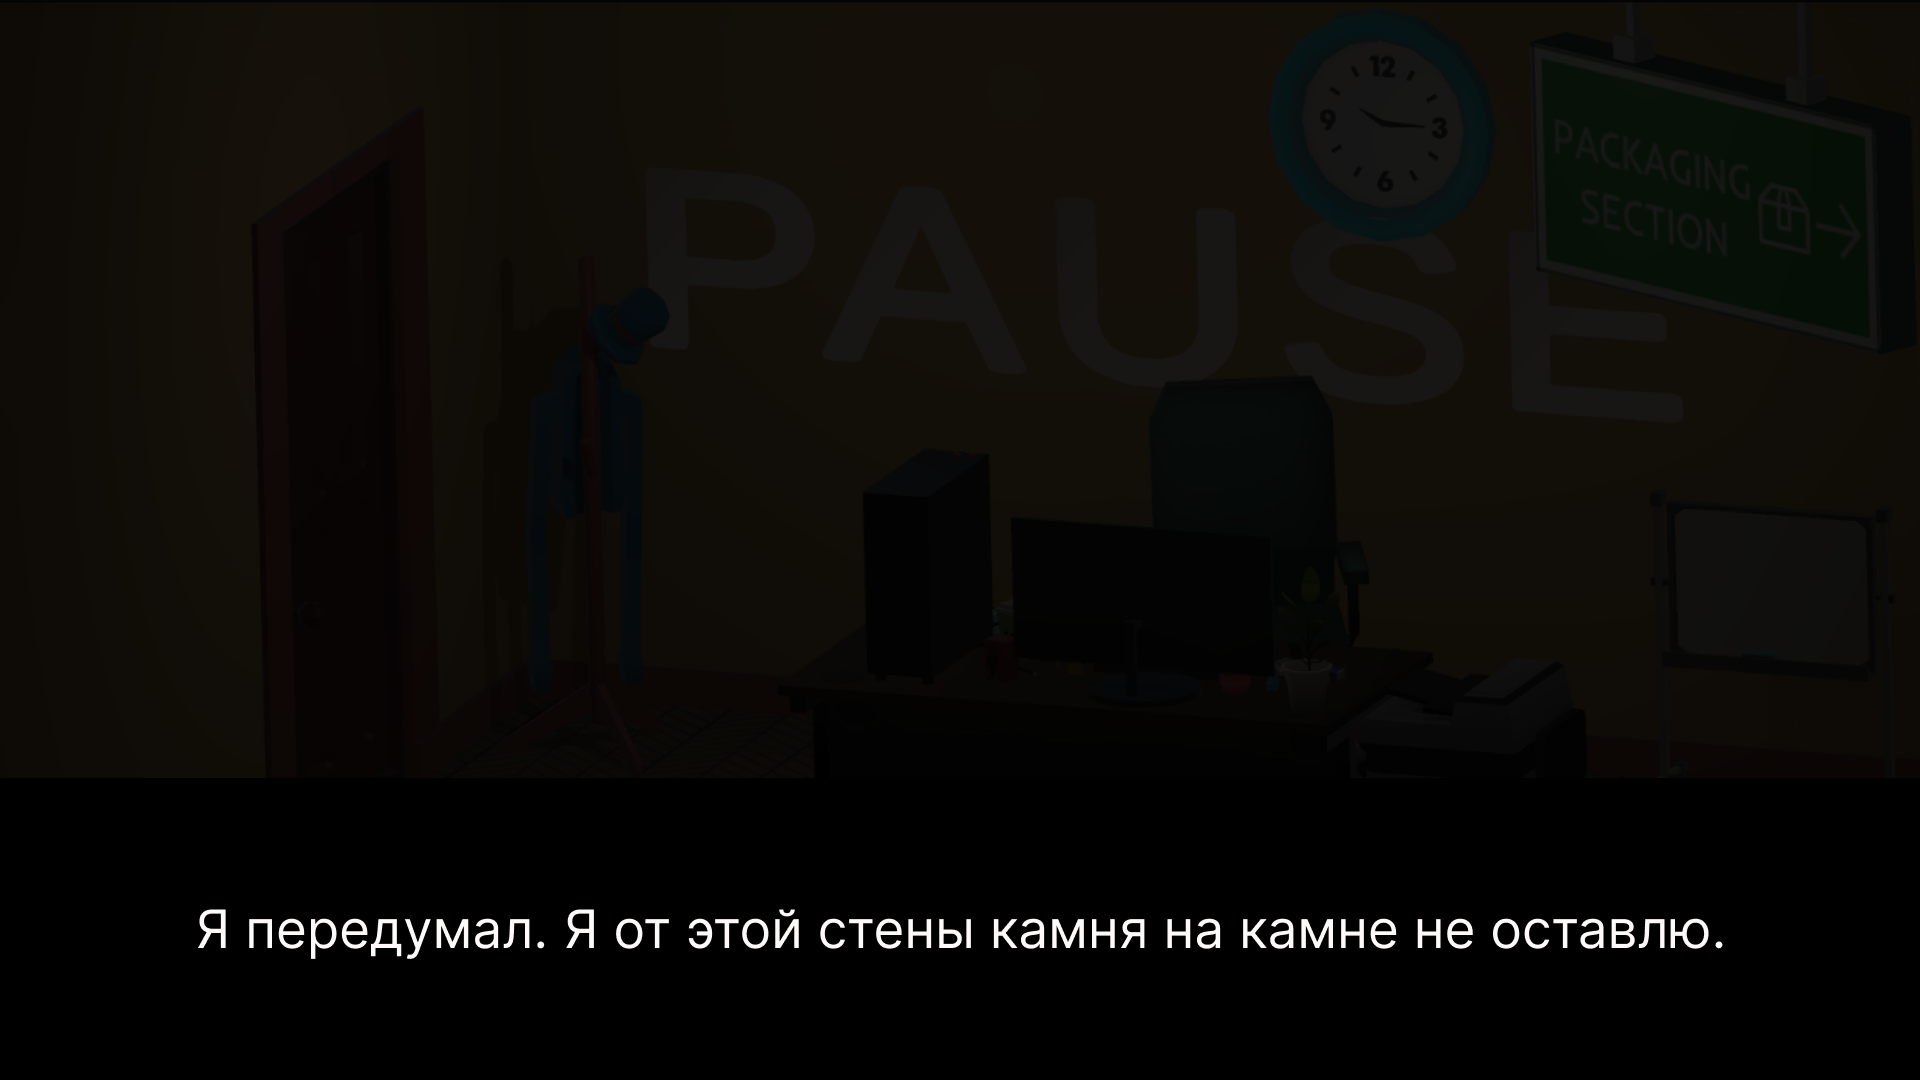 12
9
3
6
PACKAGING
SECTION
PAUSE
Я передумал. Я от этой стены камня на камне не оставлю.